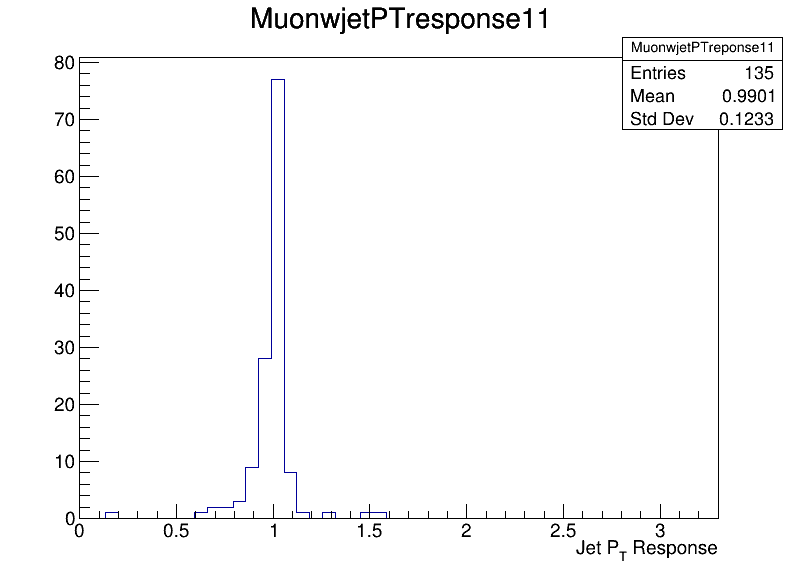 MuonwjetPTresponse11
MuonwjetPTreponse11
Entries 135
Mean 0.9901
Std Dev 0.1233
80
70
60
50
40
30
20
10
0
0 0.5 1 1.5 2 2.5 3
Jet PT Response